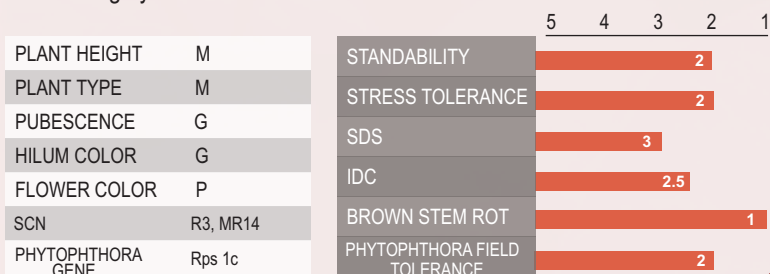 5 4 3 2 1
PLANT HEIGHT M
PLANT TYPE M
PUBESCENCE G
HILUM COLOR G
FLOWER COLOR P
SCN R3, MR14
PHYTOPHTHORA Rps 1c
GENE
STANDABILITY 2
STRESS TOLERANCE 2
SDS 3
IDC 2.5
BROWN STEM ROT 1
PHYTOPHTHORA FIELD 2
TOLERANCE